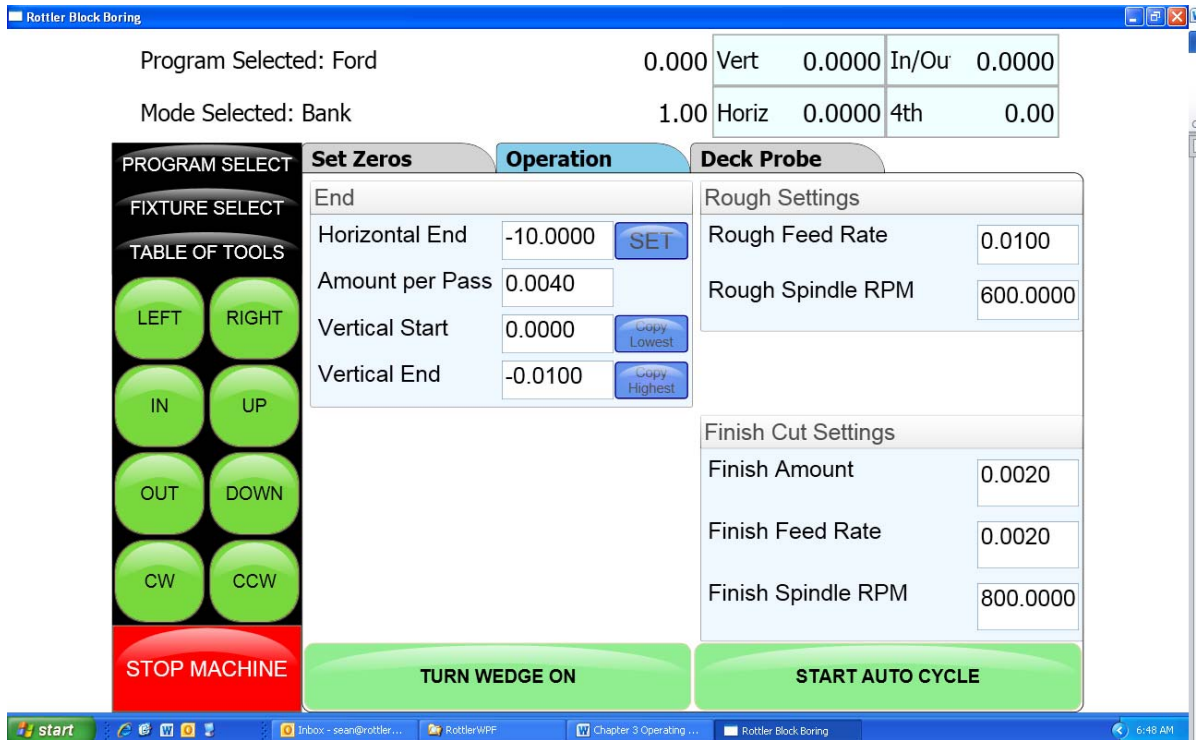 Rottler Block Boring
Program Selected: Ford
0.000
Vert 0.0000
In/Ou 0.0000
Mode Selected: Bank
1.00
Horiz 0.0000
4th 0.00
PROGRAM SELECT
FIXTURE SELECT
TABLE OF TOOLS
LEFT
RIGHT
IN
UP
OUT
DOWN
CW
CCW
STOP MACHINE
Set Zeros
Operation
Deck Probe
End
Horizontal End -10.0000 SET
Amount per Pass 0.0040
Vertical Start 0.0000 Copy Lowest
Vertical End -0.0100 Copy Highest
Rough Settings
Rough Feed Rate 0.0100
Rough Spindle RPM 600.0000
Finish Cut Settings
Finish Amount 0.0020
Finish Feed Rate 0.0020
Finish Spindle RPM 800.0000
TURN WEDGE ON
START AUTO CYCLE
start
Inbox - sean@rottler...
RottlerWPF
Chapter 3 Operating ...
Rottler Block Boring
6:48 AM